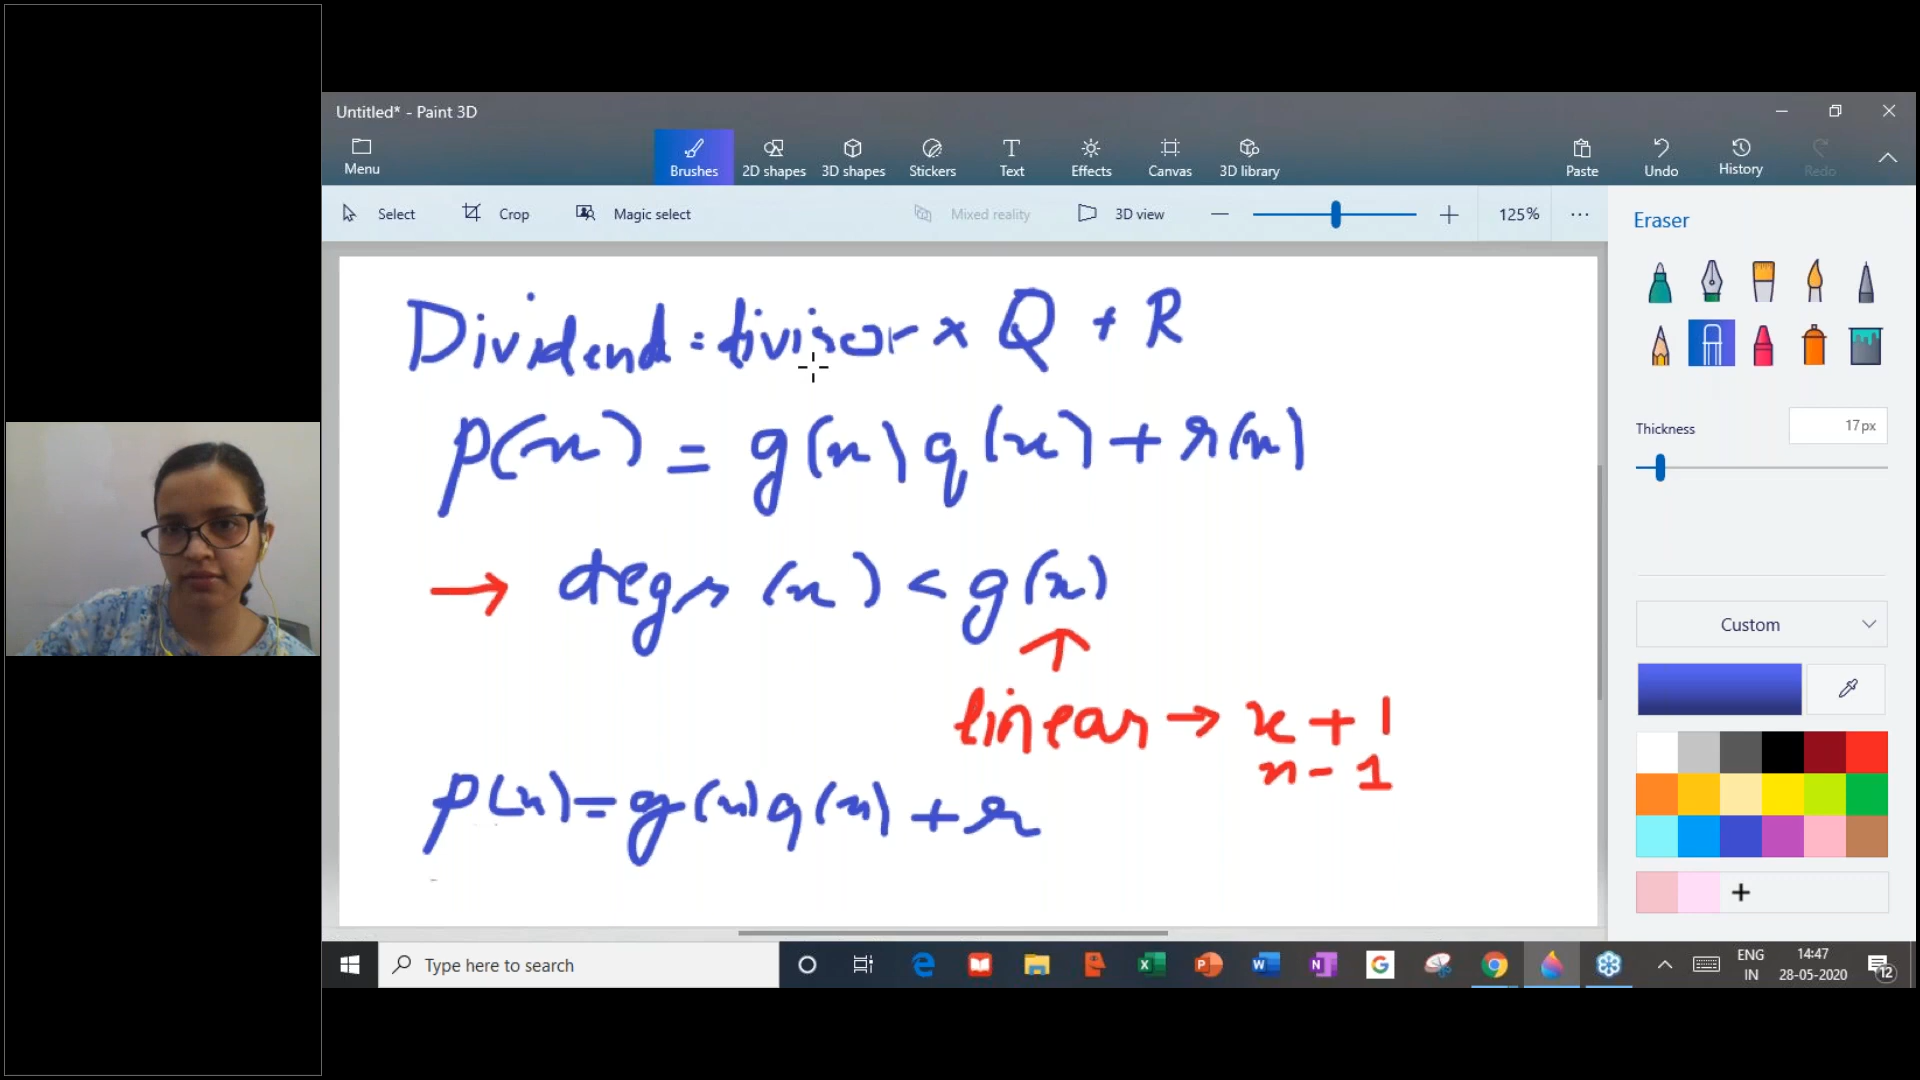 Untitled* - Paint 3D
Menu
Brushes
2D shapes
3D shapes
Stickers
Text
Effects
Canvas
3D library
Paste
Undo
History
Redo
Select
Crop
Magic select
Mixed reality
3D view
125%
Eraser
Dividend = divisor × Q + R
p(x) = g(x) q(x) + r(x)
→ deg r (x) < g(x)
↑
linear → x + 1
x - 1
p(x) = g(x) q(x) + r
Thickness
17px
Custom
Type here to search
ENG
IN
14:47
28-05-2020
12